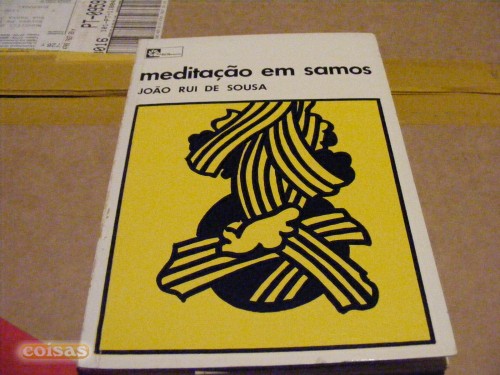 meditação em samos
JOÃO RUI DE SOUSA
coisas